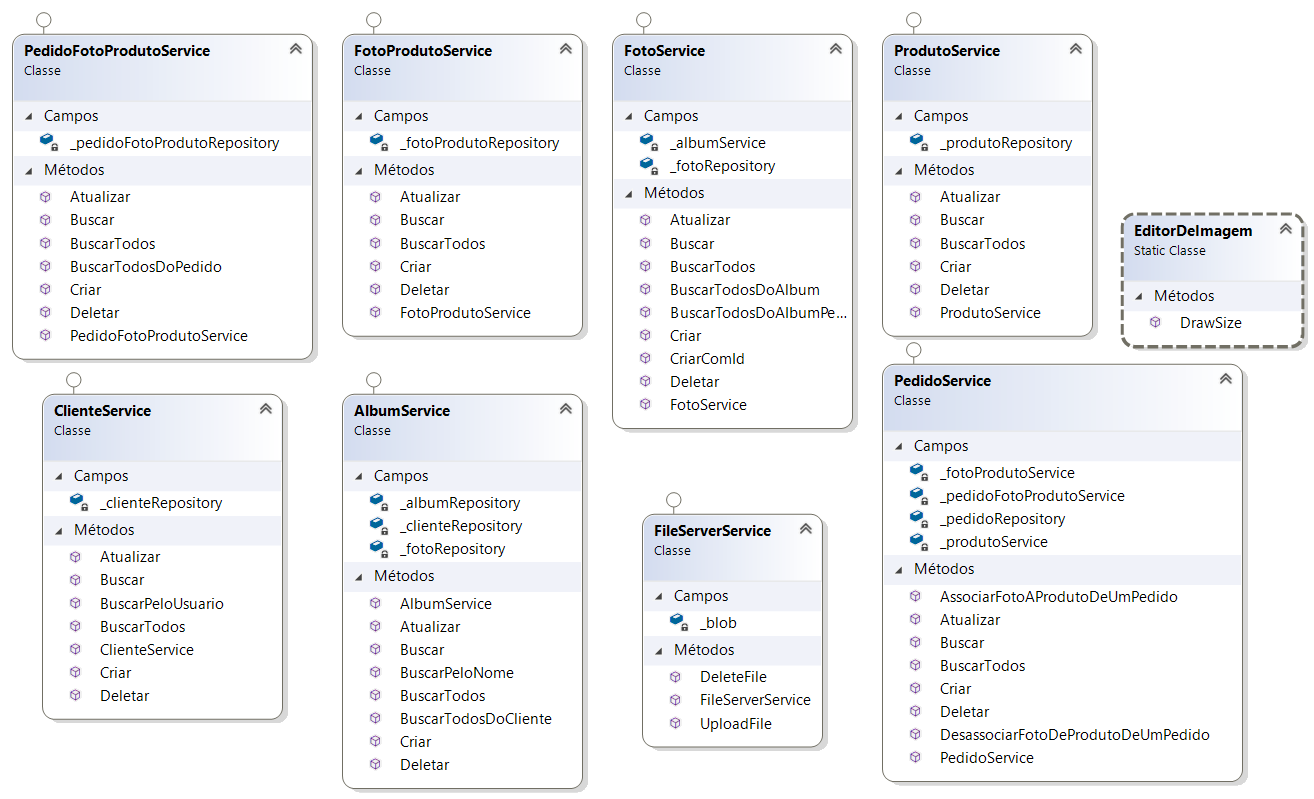 PedidoFotoProdutoService
Classe
Campos
_pedidoFotoProdutoRepository
Métodos
Atualizar
Buscar
BuscarTodos
BuscarTodosDoPedido
Criar
Deletar
PedidoFotoProdutoService
FotoProdutoService
Classe
Campos
_fotoProdutoRepository
Métodos
Atualizar
Buscar
BuscarTodos
Criar
Deletar
FotoProdutoService
FotoService
Classe
Campos
_albumService
_fotoRepository
Métodos
Atualizar
Buscar
BuscarTodos
BuscarTodosDoAlbum
BuscarTodosDoAlbumPe...
Criar
CriarComId
Deletar
FotoService
ProdutoService
Classe
Campos
_produtoRepository
Métodos
Atualizar
Buscar
BuscarTodos
Criar
Deletar
ProdutoService
EditorDeImagem
Static Classe
Métodos
DrawSize
ClienteService
Classe
Campos
_clienteRepository
Métodos
Atualizar
Buscar
BuscarPeloUsuario
BuscarTodos
ClienteService
Criar
Deletar
AlbumService
Classe
Campos
_albumRepository
_clienteRepository
_fotoRepository
Métodos
AlbumService
Atualizar
Buscar
BuscarPeloNome
BuscarTodos
BuscarTodosDoCliente
Criar
Deletar
FileServerService
Classe
Campos
_blob
Métodos
DeleteFile
FileServerService
UploadFile
PedidoService
Classe
Campos
_fotoProdutoService
_pedidoFotoProdutoService
_pedidoRepository
_produtoService
Métodos
AssociarFotoAProdutoDeUmPedido
Atualizar
Buscar
BuscarTodos
Criar
Deletar
DesassociarFotoDeProdutoDeUmPedido
PedidoService